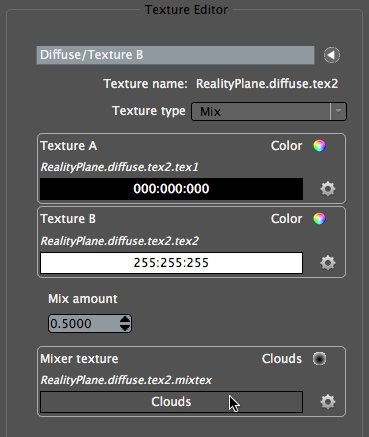 Texture Editor
Diffuse/Texture B
Texture name: RealityPlane.diffuse.tex2
Texture type Mix
Texture A Color
RealityPlane.diffuse.tex2.tex1
000:000:000
Texture B Color
RealityPlane.diffuse.tex2.tex2
255:255:255
Mix amount
0.5000
Mixer texture Clouds
RealityPlane.diffuse.tex2.mixtex
Clouds